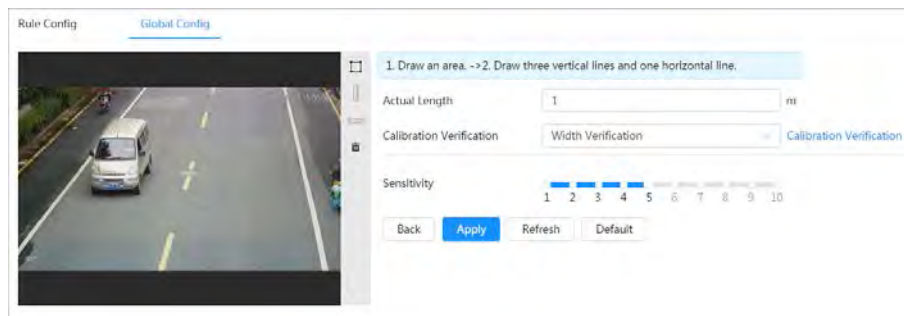 Rule Config Global Config
1. Draw an area. ->2. Draw three vertical lines and one horizontal line.
Actual Length 1 m
Calibration Verification Width Verification Calibration Verification
Sensitivity
1 2 3 4 5 6 7 8 9 10
Back Apply Refresh Default